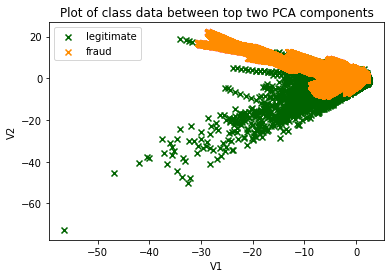 Plot of class data between top two PCA components
legitimate
fraud
20
0
−20
−40
−60
V2
−50
−40
−30
−20
−10
0
V1